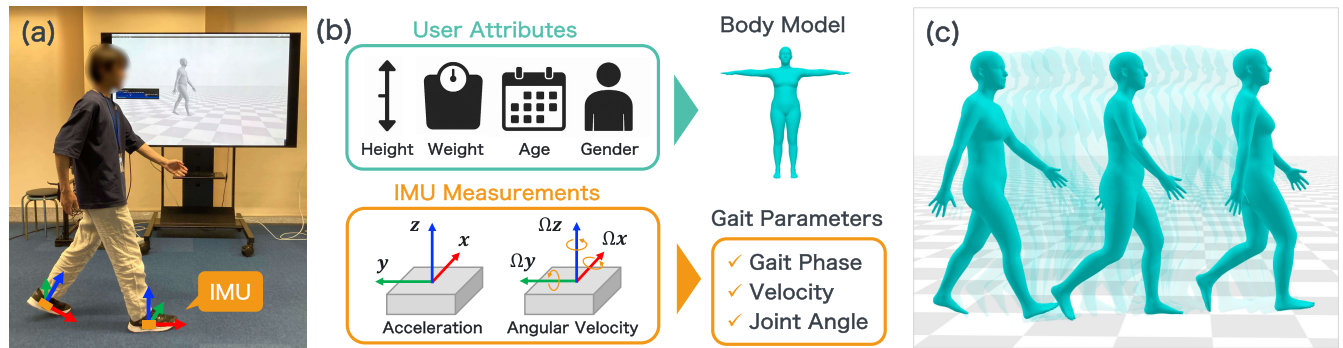 (a)
IMU
(b)
User Attributes
Height Weight Age Gender
Body Model
IMU Measurements
z
x
y
Acceleration
Ωz
Ωx
Ωy
Angular Velocity
Gait Parameters
✓ Gait Phase
✓ Velocity
✓ Joint Angle
(c)